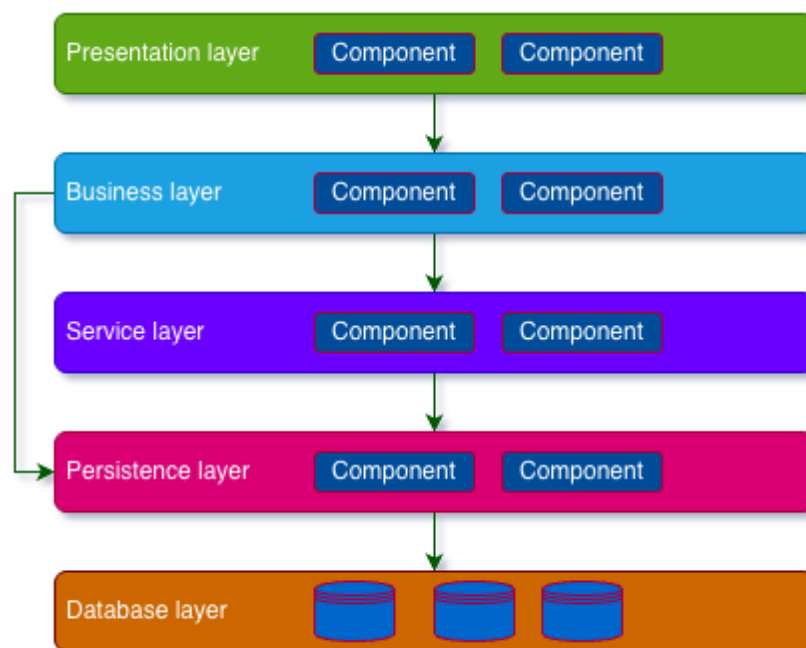 Presentation layer Component Component
Business layer Component Component
Service layer Component Component
Persistence layer Component Component
Database layer